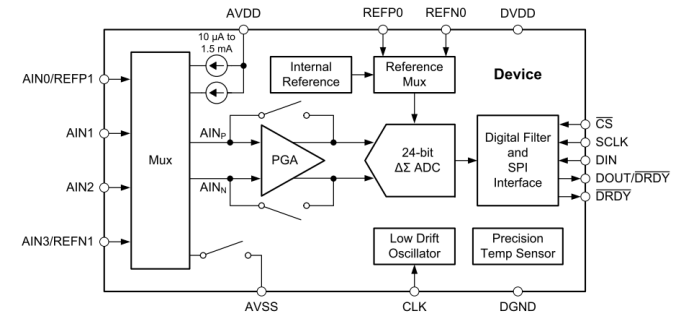 AVDD
REFP0
REFN0
DVDD
10 µA to
1.5 mA
Internal
Reference
Reference
Mux
Device
AIN0/REFP1
AIN1
AIN2
AIN3/REFN1
Mux
AINP
AINN
PGA
24-bit
ΔΣ ADC
Digital Filter
and
SPI
Interface
CS
SCLK
DIN
DOUT/DRDY
DRDY
Low Drift
Oscillator
Precision
Temp Sensor
AVSS
CLK
DGND